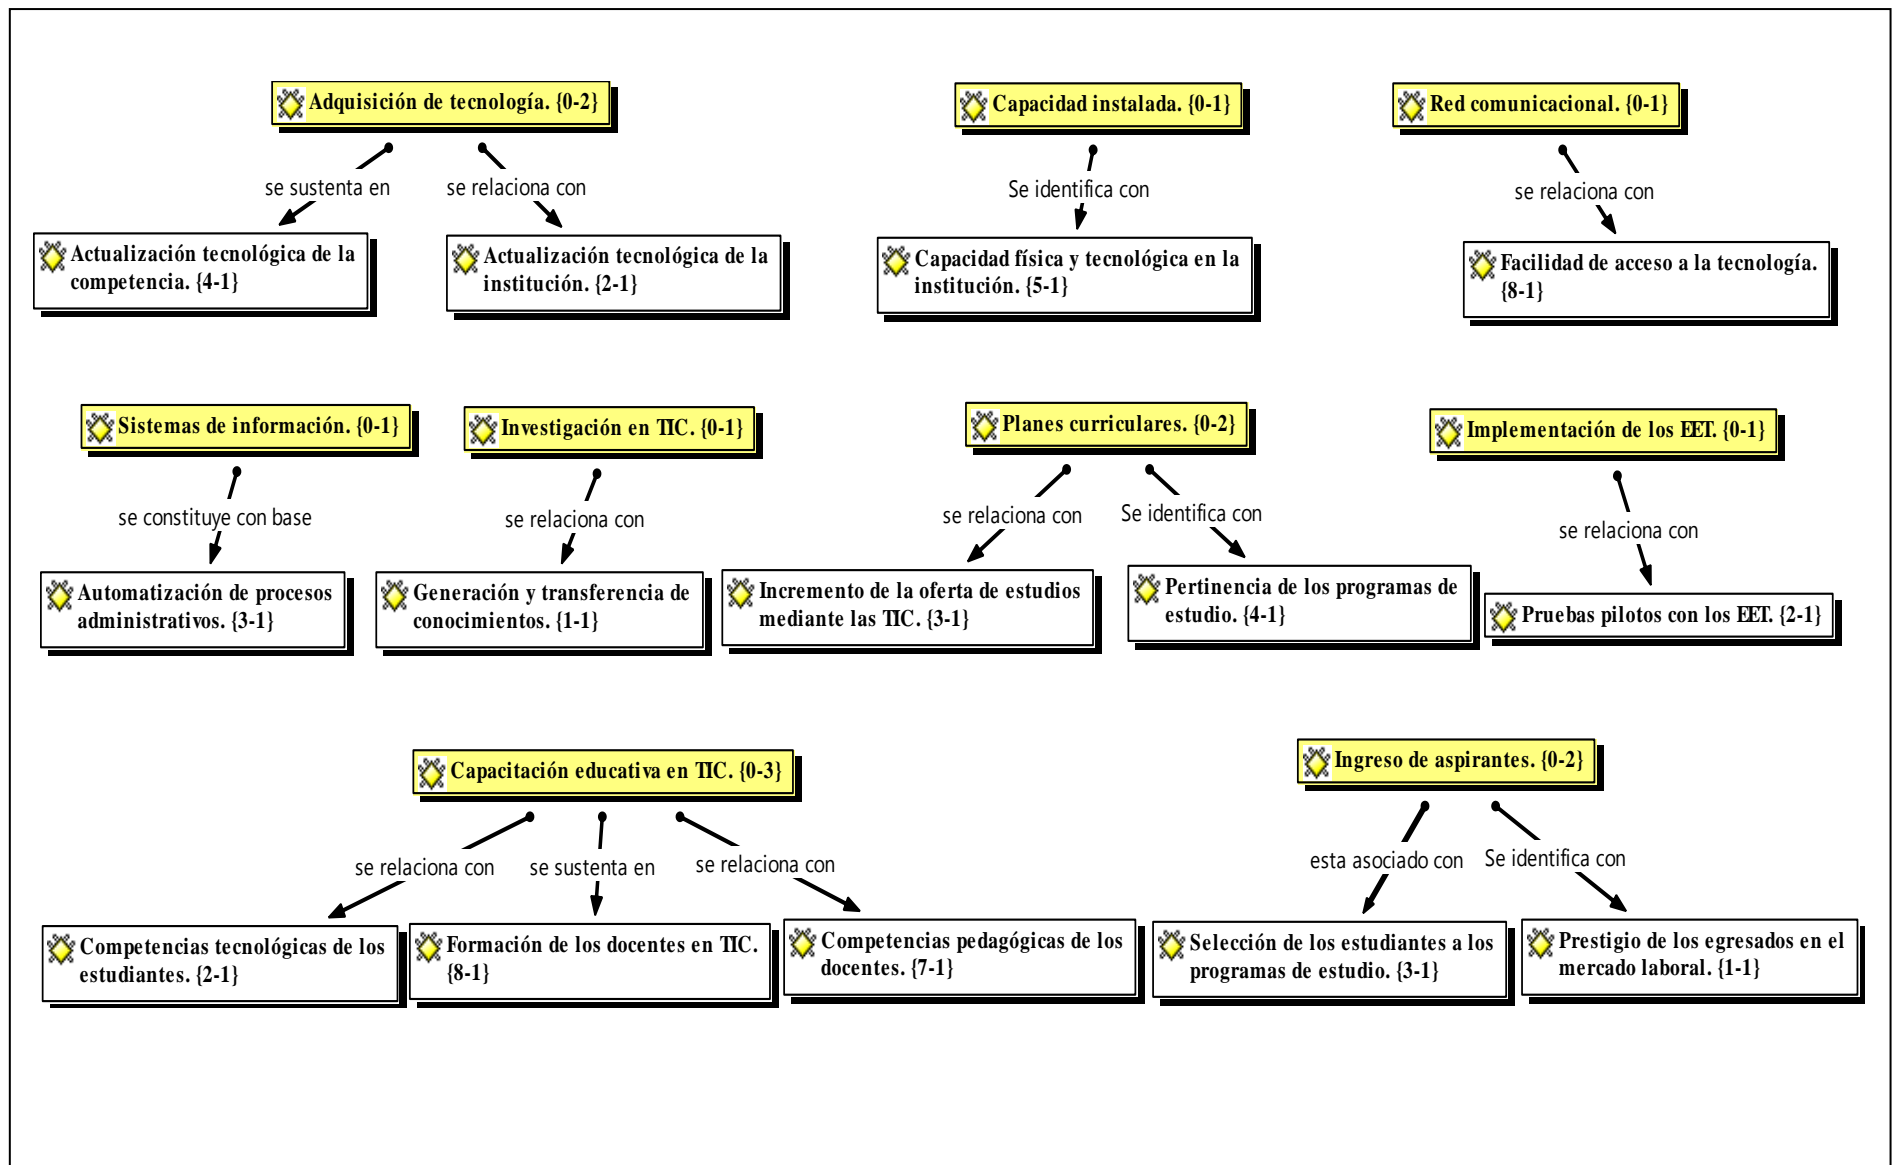 Adquisición de tecnología. {0-2}
Capacidad instalada. {0-1}
Red comunicacional. {0-1}
se sustenta en
se relaciona con
Se identifica con
se relaciona con
Actualización tecnológica de la
competencia. {4-1}
Actualización tecnológica de la
institución. {2-1}
Capacidad física y tecnológica en la
institución. {5-1}
Facilidad de acceso a la tecnología.
{8-1}
Sistemas de información. {0-1}
Investigación en TIC. {0-1}
Planes curriculares. {0-2}
Implementación de los EET. {0-1}
se constituye con base
se relaciona con
se relaciona con
Se identifica con
se relaciona con
Automatización de procesos
administrativos. {3-1}
Generación y transferencia de
conocimientos. {1-1}
Incremento de la oferta de estudios
mediante las TIC. {3-1}
Pertinencia de los programas de
estudio. {4-1}
Pruebas pilotos con los EET. {2-1}
Capacitación educativa en TIC. {0-3}
Ingreso de aspirantes. {0-2}
se relaciona con
se sustenta en
se relaciona con
esta asociado con
Se identifica con
Competencias tecnológicas de los
estudiantes. {2-1}
Formación de los docentes en TIC.
{8-1}
Competencias pedagógicas de los
docentes. {7-1}
Selección de los estudiantes a los
programas de estudio. {3-1}
Prestigio de los egresados en el
mercado laboral. {1-1}